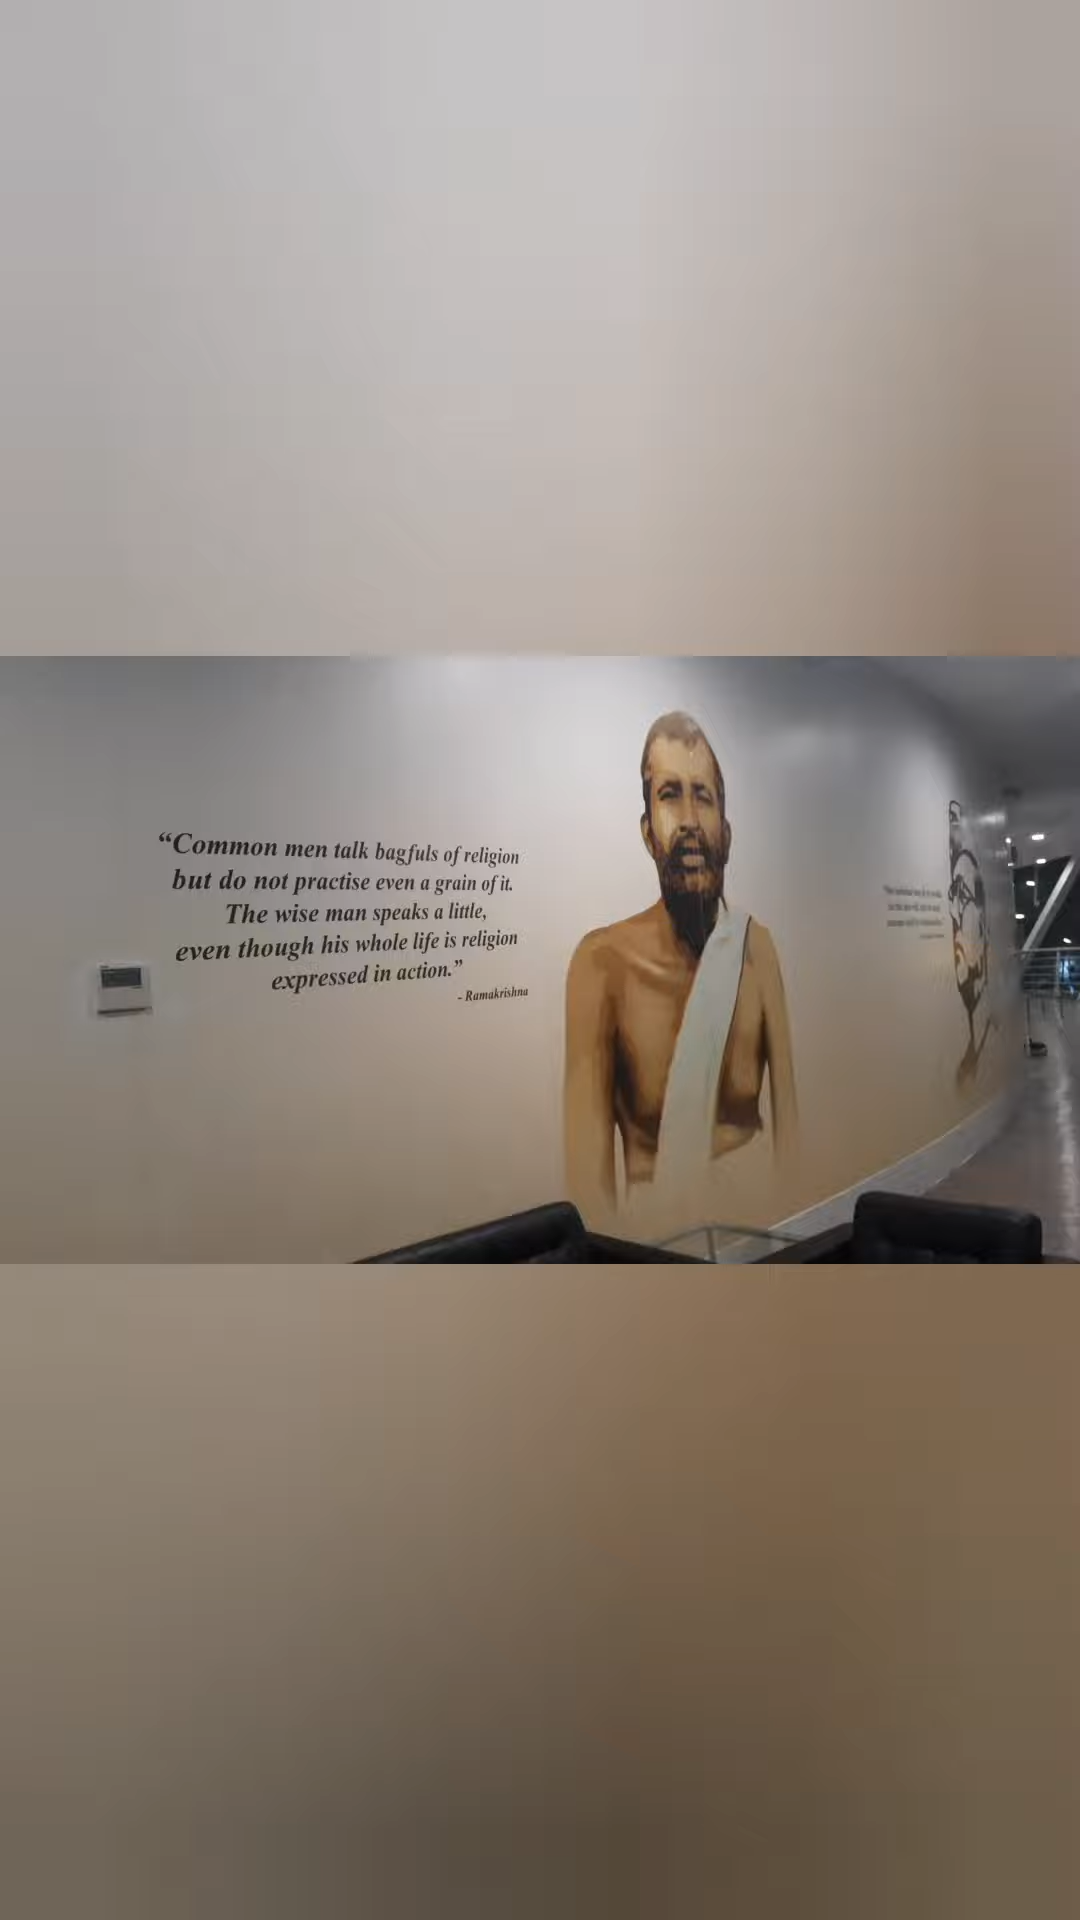 “Common men talk bagfuls of religion
but do not practise even a grain of it.
The wise man speaks a little,
even though his whole life is religion
expressed in action.”
- Ramakrishna